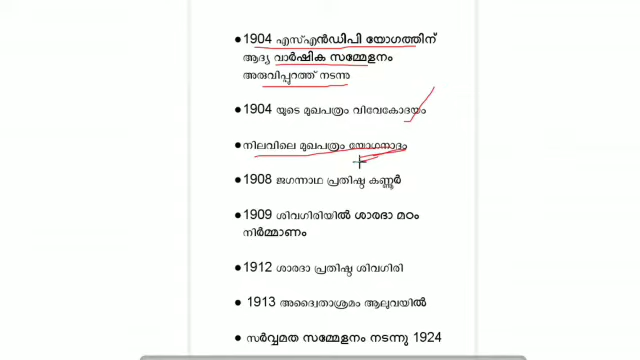 ●1904 എസ്എൻഡിപി യോഗത്തിന്
ആദ്യ വാർഷിക സമ്മേളനം
അരുവിപ്പുറത്ത് നടന്നു
●1904 യുടെ മുഖപത്രം വിവേകോദയം
●നിലവിലെ മുഖപത്രം യോഗനാദം
●1908 ജഗന്നാഥ പ്രതിഷ്ഠ കണ്ണൂർ
●1909 ശിവഗിരിയിൽ ശാരദാ മഠം
നിർമ്മാണം
●1912 ശാരദാ പ്രതിഷ്ഠ ശിവഗിരി
● 1913 അദ്വൈതാശ്രമം ആലുവയിൽ
●സർവ്വമത സമ്മേളനം നടന്നു 1924